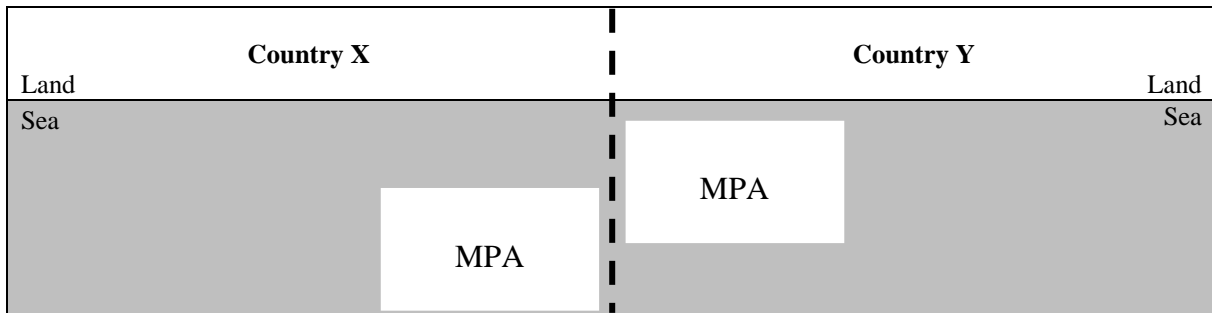 Country X
Country Y
Land
Land
Sea
Sea
MPA
MPA